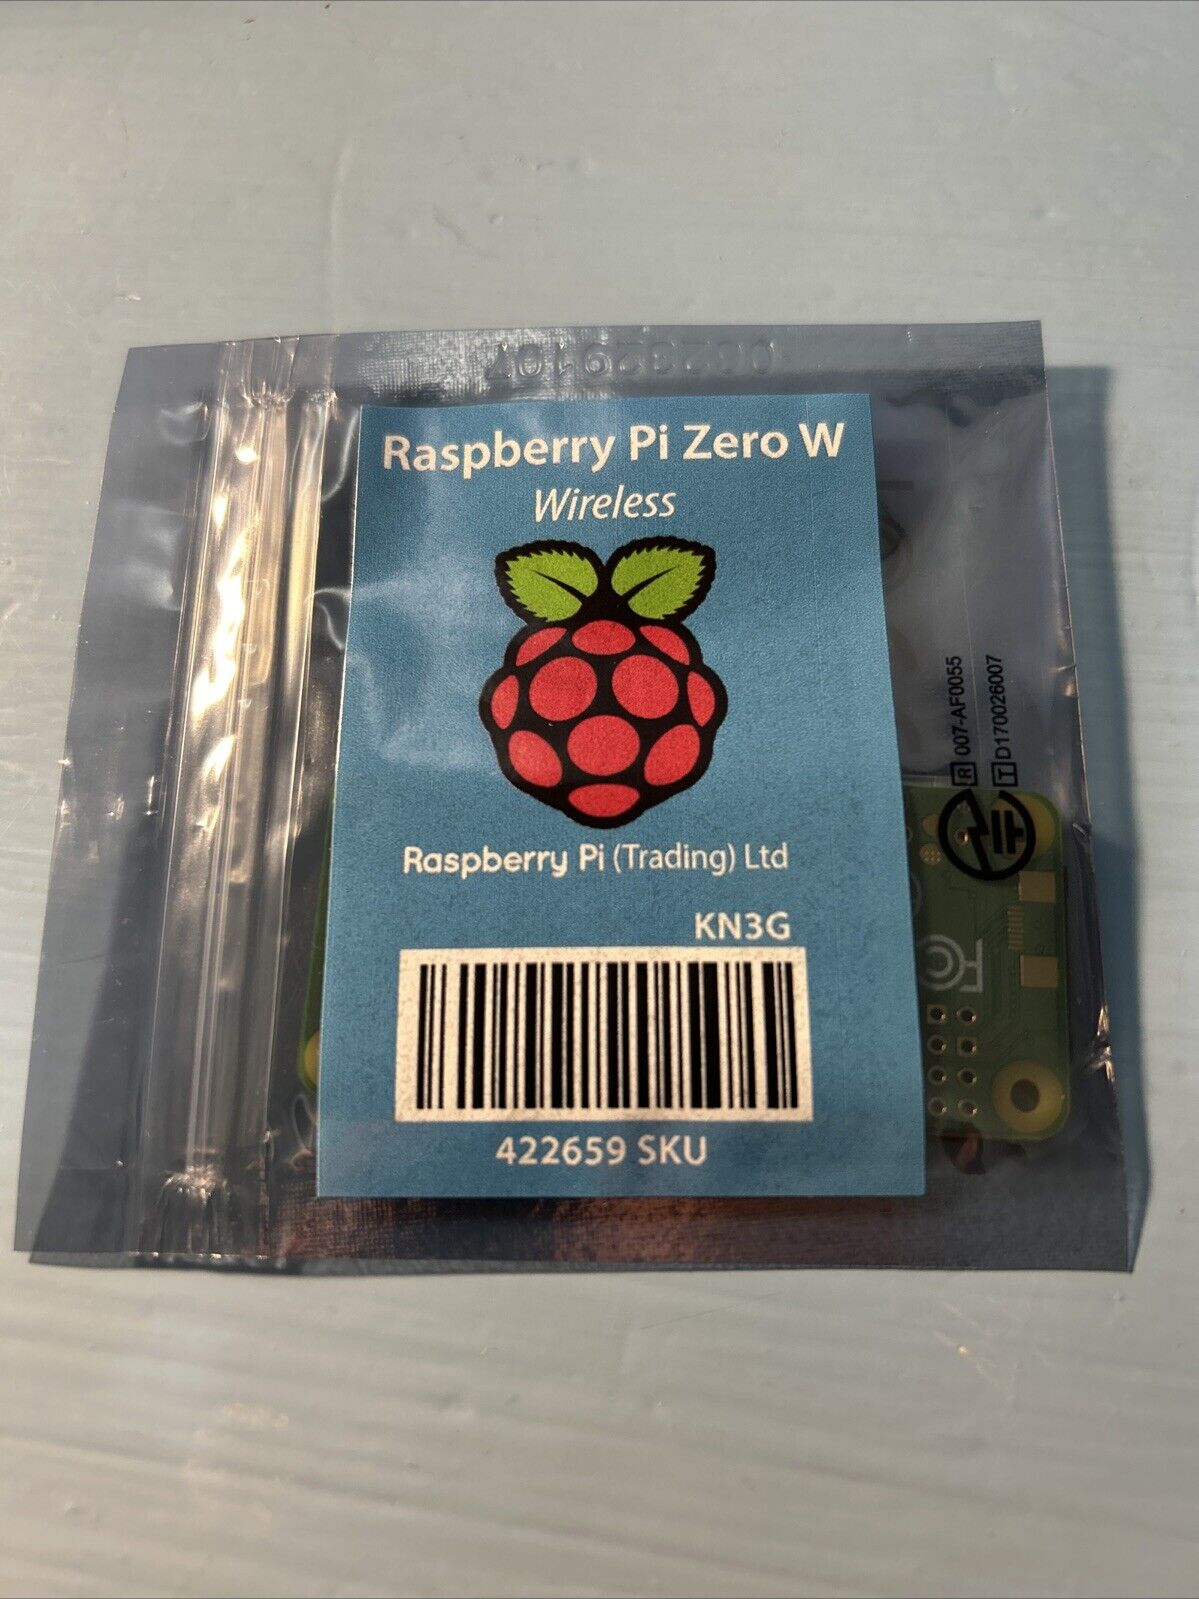 Raspberry Pi Zero W
Wireless
Raspberry Pi (Trading) Ltd
KN3G
422659 SKU
R 007-AF0055
T D170026007